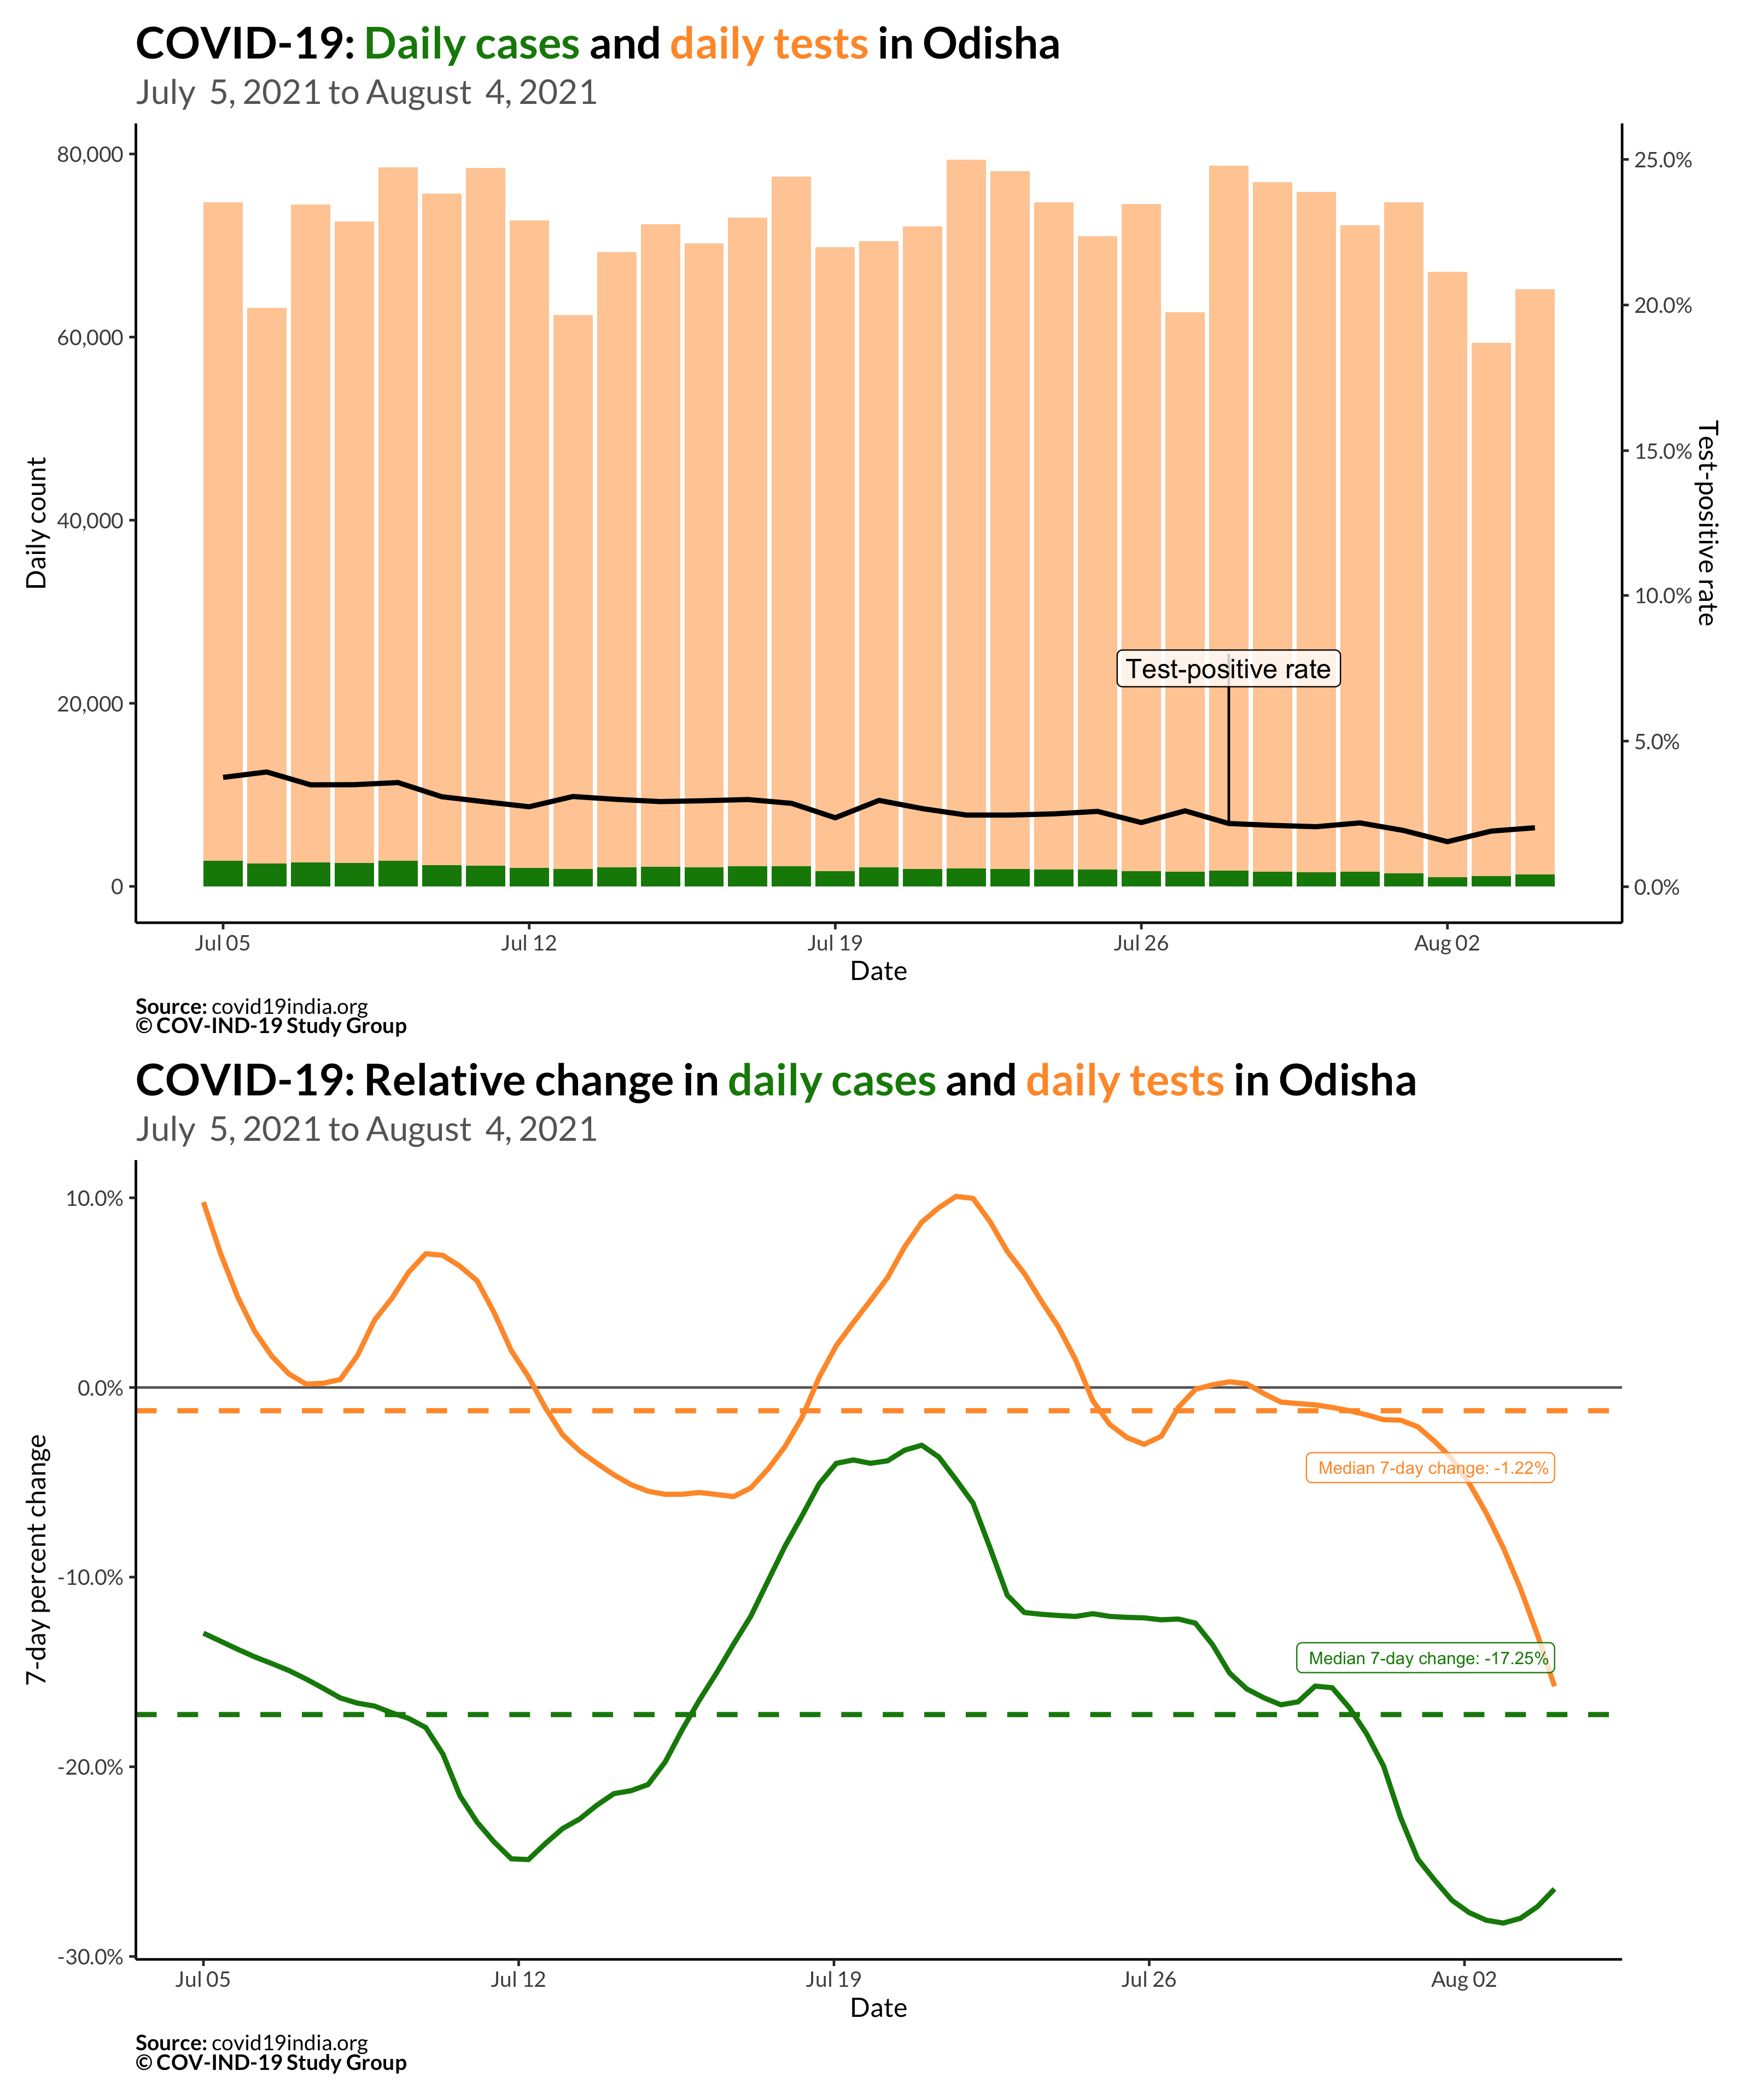 COVID-19: Daily cases and daily tests in Odisha
July 5, 2021 to August 4, 2021
80,000
60,000
40,000
20,000
0
Daily count
25.0%
20.0%
15.0%
10.0%
5.0%
0.0%
Test-positive rate
Test-positive rate
Jul 05
Jul 12
Jul 19
Jul 26
Aug 02
Date
Source: covid19india.org
© COV-IND-19 Study Group
COVID-19: Relative change in daily cases and daily tests in Odisha
July 5, 2021 to August 4, 2021
10.0%
0.0%
-10.0%
-20.0%
-30.0%
7-day percent change
Median 7-day change: -1.22%
Median 7-day change: -17.25%
Jul 05
Jul 12
Jul 19
Jul 26
Aug 02
Date
Source: covid19india.org
© COV-IND-19 Study Group